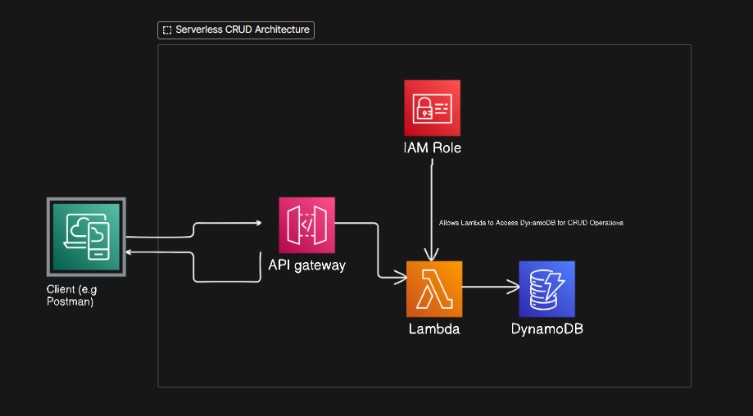 Serverless CRUD Architecture
IAM Role
Allows Lambda to Access DynamoDB for CRUD Operations
API gateway
Client (e.g
Postman)
Lambda
DynamoDB